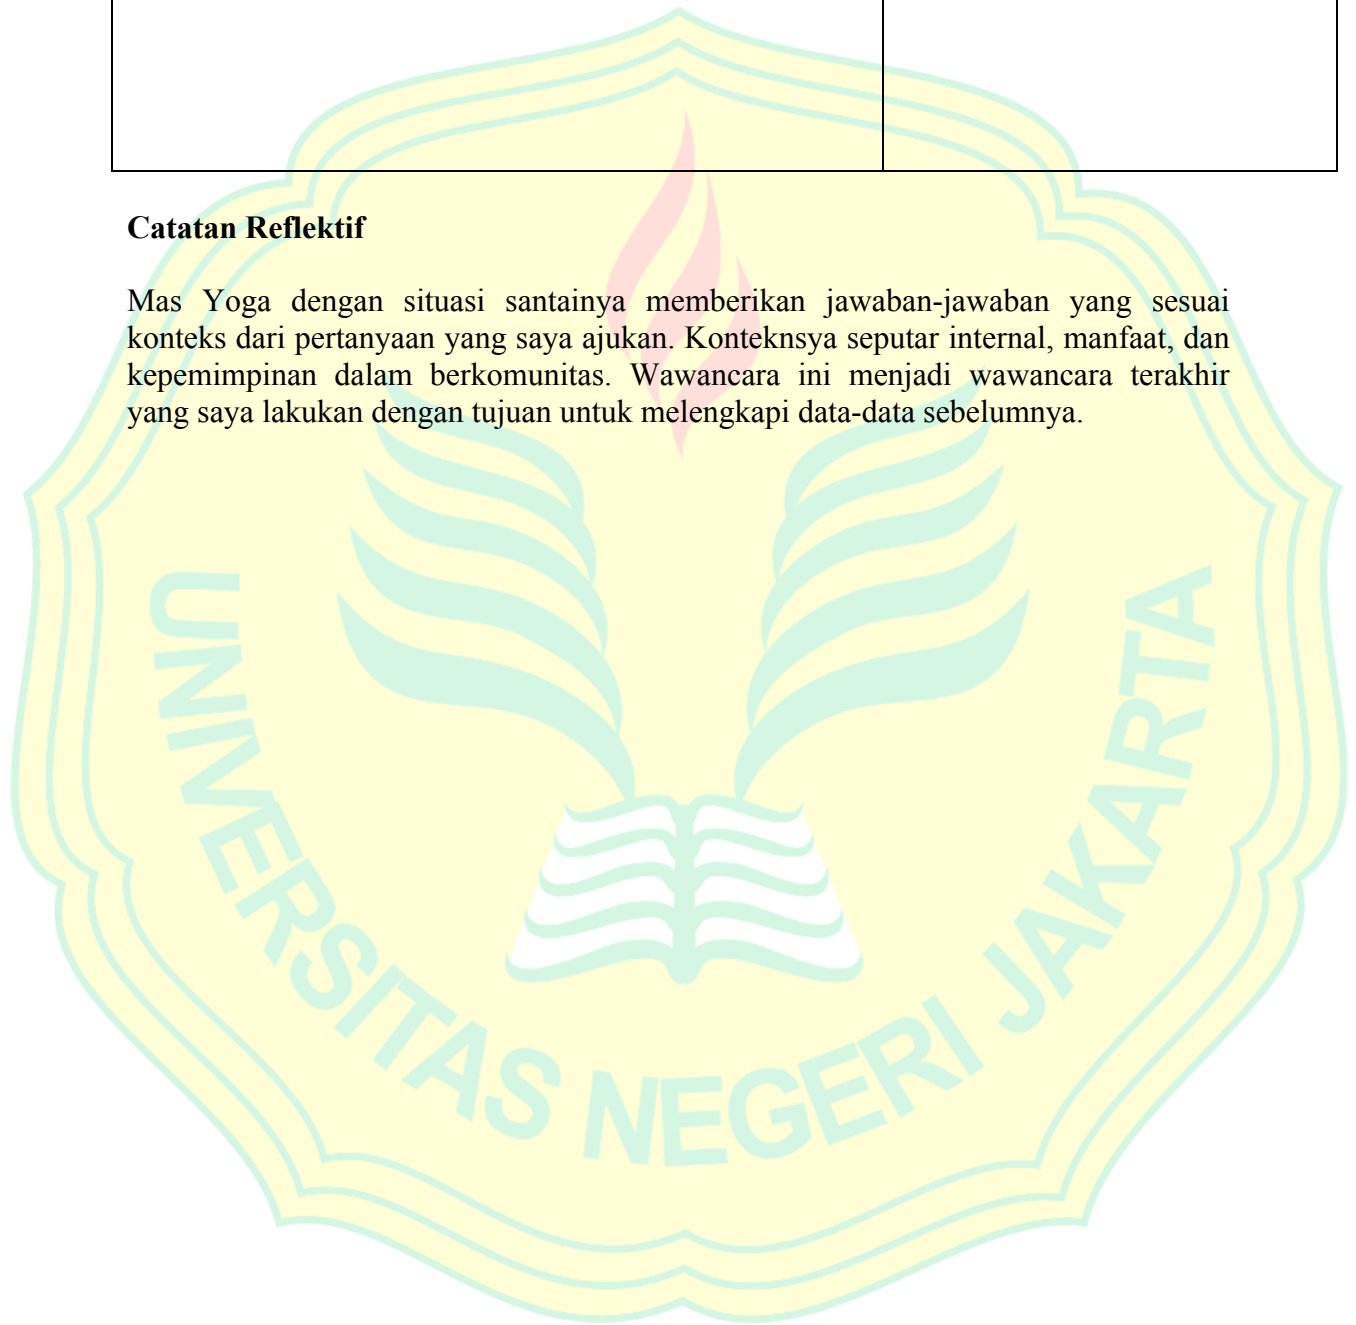 Catatan Reflektif
Mas Yoga dengan situasi santainya memberikan jawaban-jawaban yang sesuai
konteks dari pertanyaan yang saya ajukan. Konteknsya seputar internal, manfaat, dan
kepemimpinan dalam berkomunitas. Wawancara ini menjadi wawancara terakhir
yang saya lakukan dengan tujuan untuk melengkapi data-data sebelumnya.
UNIVERSITAS NEGERI JAKARTA